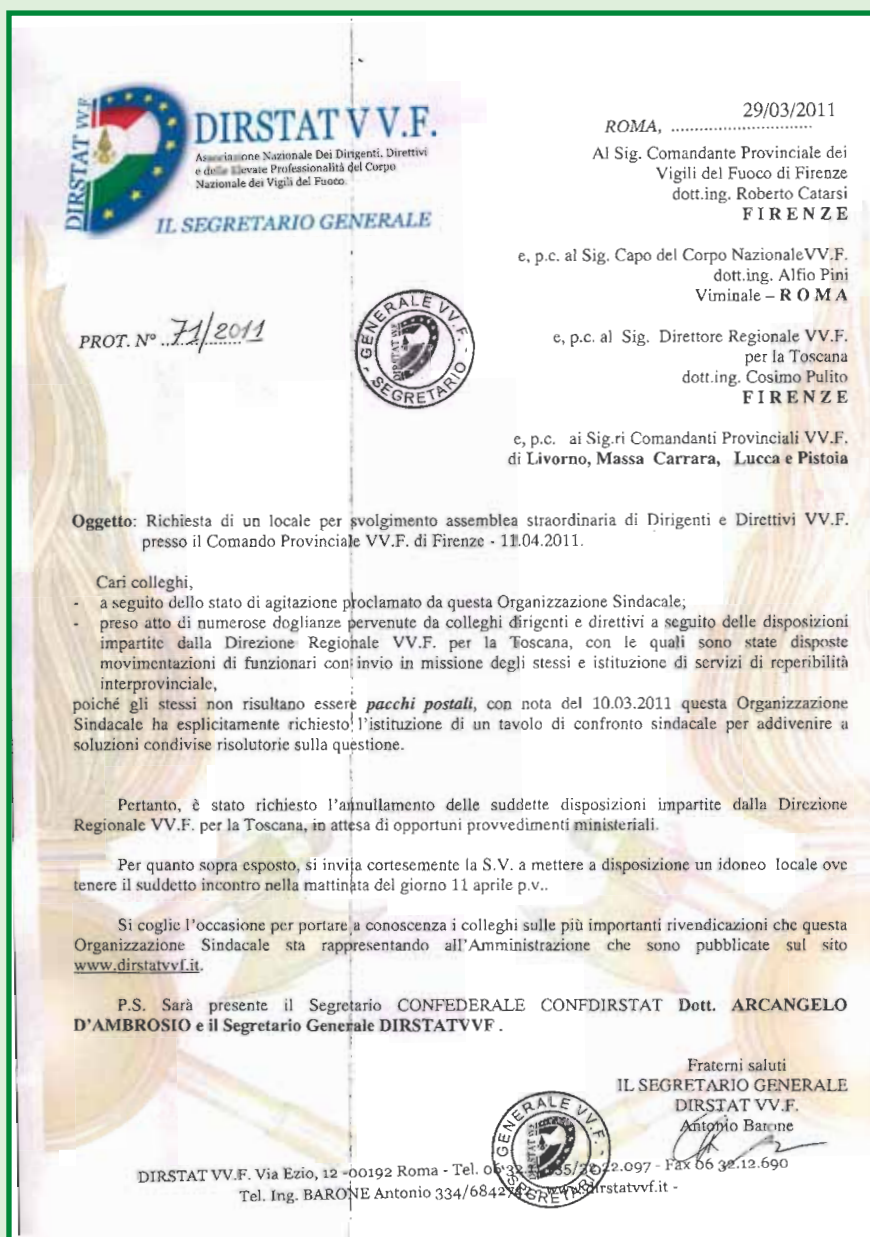 DIRSTAT VV.F.
DIRSTAT V V.F.
Associazione Nazionale Dei Dirigenti, Direttivi
e delle Elevate Professionalità del Corpo
Nazionale dei Vigili del Fuoco
IL SEGRETARIO GENERALE
29/03/2011
ROMA, ..............................
Al Sig. Comandante Provinciale dei
Vigili del Fuoco di Firenze
dott.ing. Roberto Catarsi
FIRENZE
e, p.c. al Sig. Capo del Corpo NazionaleVV.F.
dott.ing. Alfio Pini
Viminale – R O M A
PROT. N° 71/2011
GENERALE VV.F. - SEGRETARIO -
e, p.c. al Sig. Direttore Regionale VV.F.
per la Toscana
dott.ing. Cosimo Pulito
FIRENZE
e, p.c. ai Sig.ri Comandanti Provinciali VV.F.
di Livorno, Massa Carrara, Lucca e Pistoia
Oggetto: Richiesta di un locale per svolgimento assemblea straordinaria di Dirigenti e Direttivi VV.F.
presso il Comando Provinciale VV.F. di Firenze - 11.04.2011.
Cari colleghi,
- a seguito dello stato di agitazione proclamato da questa Organizzazione Sindacale;
- preso atto di numerose doglianze pervenute da colleghi dirigenti e direttivi a seguito delle disposizioni
impartite dalla Direzione Regionale VV.F. per la Toscana, con le quali sono state disposte
movimentazioni di funzionari con invio in missione degli stessi e istituzione di servizi di reperibilità
interprovinciale,
poiché gli stessi non risultano essere pacchi postali, con nota del 10.03.2011 questa Organizzazione
Sindacale ha esplicitamente richiesto l'istituzione di un tavolo di confronto sindacale per addivenire a
soluzioni condivise risolutorie sulla questione.
Pertanto, è stato richiesto l'annullamento delle suddette disposizioni impartite dalla Direzione
Regionale VV.F. per la Toscana, in attesa di opportuni provvedimenti ministeriali.
Per quanto sopra esposto, si invita cortesemente la S.V. a mettere a disposizione un idoneo locale ove
tenere il suddetto incontro nella mattinata del giorno 11 aprile p.v..
Si coglie l'occasione per portare a conoscenza i colleghi sulle più importanti rivendicazioni che questa
Organizzazione Sindacale sta rappresentando all'Amministrazione che sono pubblicate sul sito
www.dirstatvvf.it.
P.S. Sarà presente il Segretario CONFEDERALE CONFDIRSTAT Dott. ARCANGELO
D'AMBROSIO e il Segretario Generale DIRSTATVVF .
Fraterni saluti
IL SEGRETARIO GENERALE
DIRSTAT VV.F.
Antonio Barone
GENERALE VV.F. - SEGRETARIO
DIRSTAT VV.F. Via Ezio, 12 -00192 Roma - Tel. - Fax 06 32.12.690
Tel. Ing. BARONE Antonio www.dirstatvvf.it -